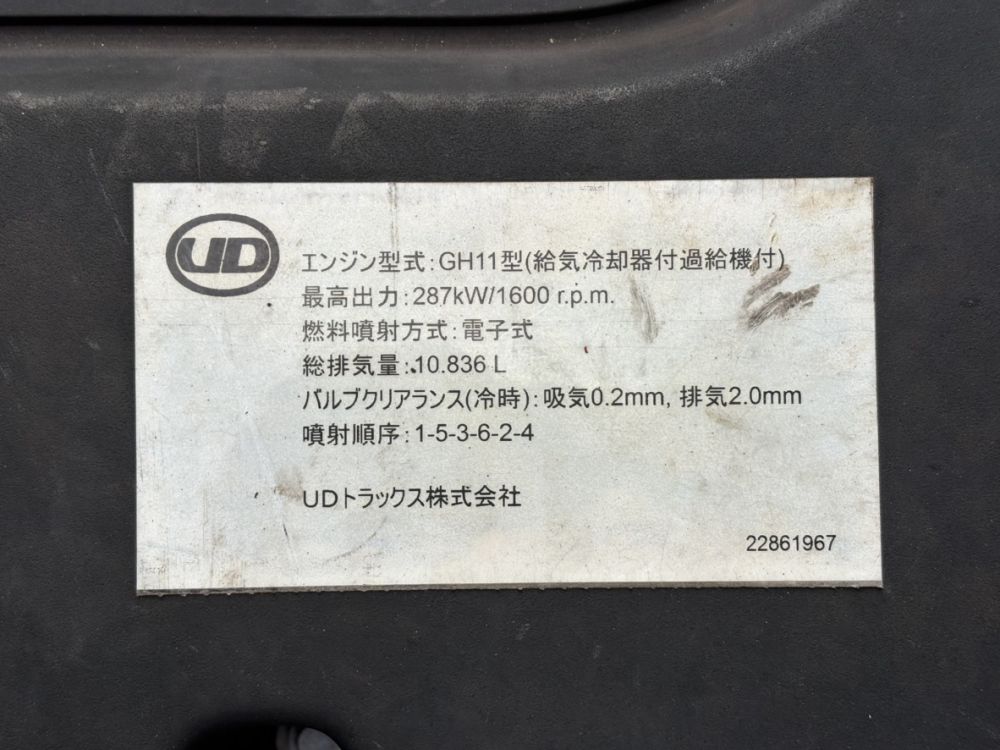 UD
エンジン型式:GH11型(給気冷却器付過給機付)
最高出力:287kW/1600 r.p.m.
燃料噴射方式:電子式
総排気量:10.836 L
バルブクリアランス(冷時):吸気0.2mm, 排気2.0mm
噴射順序:1-5-3-6-2-4
UDトラックス株式会社
22861967